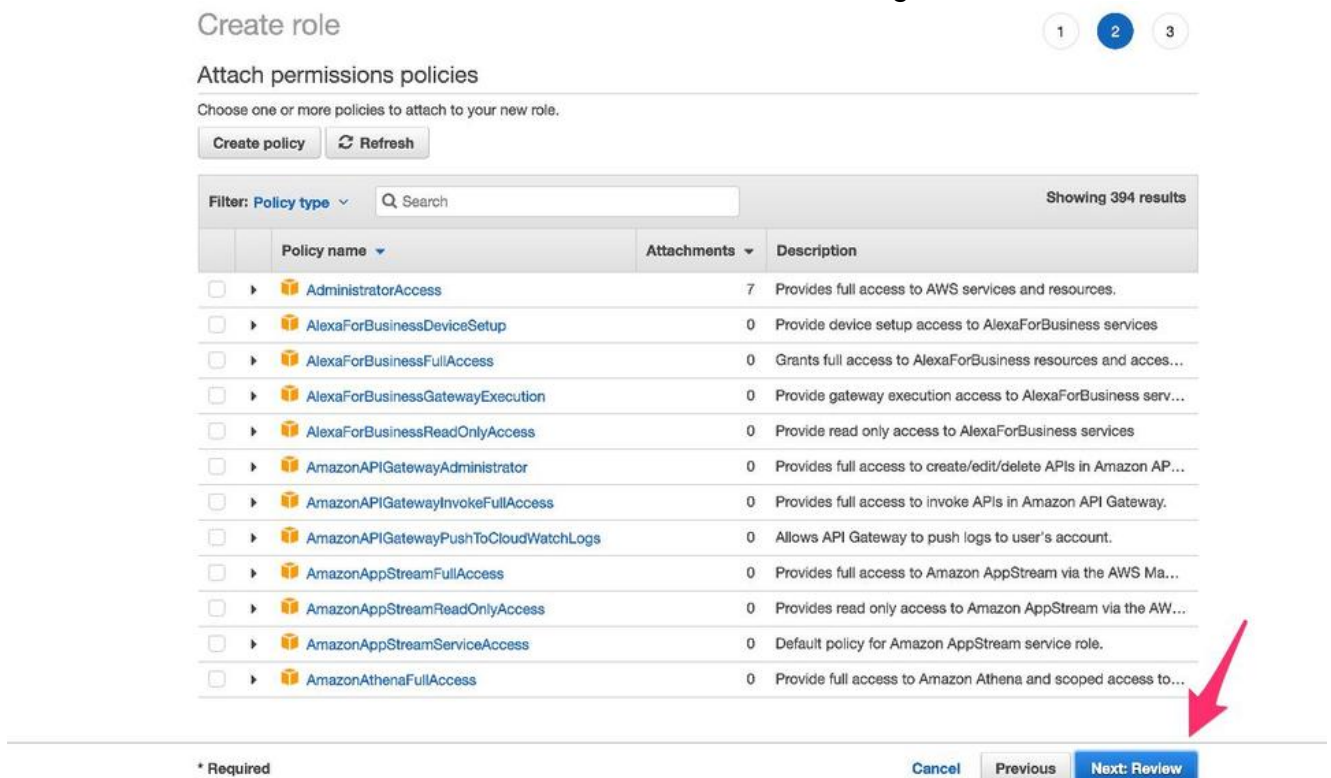 Create role
1 2 3
Attach permissions policies
Choose one or more policies to attach to your new role.
Create policy Refresh
Filter: Policy type Search Showing 394 results
Policy name Attachments Description
AdministratorAccess 7 Provides full access to AWS services and resources.
AlexaForBusinessDeviceSetup 0 Provide device setup access to AlexaForBusiness services
AlexaForBusinessFullAccess 0 Grants full access to AlexaForBusiness resources and acces...
AlexaForBusinessGatewayExecution 0 Provide gateway execution access to AlexaForBusiness serv...
AlexaForBusinessReadOnlyAccess 0 Provide read only access to AlexaForBusiness services
AmazonAPIGatewayAdministrator 0 Provides full access to create/edit/delete APIs in Amazon AP...
AmazonAPIGatewayInvokeFullAccess 0 Provides full access to invoke APIs in Amazon API Gateway.
AmazonAPIGatewayPushToCloudWatchLogs 0 Allows API Gateway to push logs to user's account.
AmazonAppStreamFullAccess 0 Provides full access to Amazon AppStream via the AWS Ma...
AmazonAppStreamReadOnlyAccess 0 Provides read only access to Amazon AppStream via the AW...
AmazonAppStreamServiceAccess 0 Default policy for Amazon AppStream service role.
AmazonAthenaFullAccess 0 Provide full access to Amazon Athena and scoped access to...
* Required Cancel Previous Next: Review